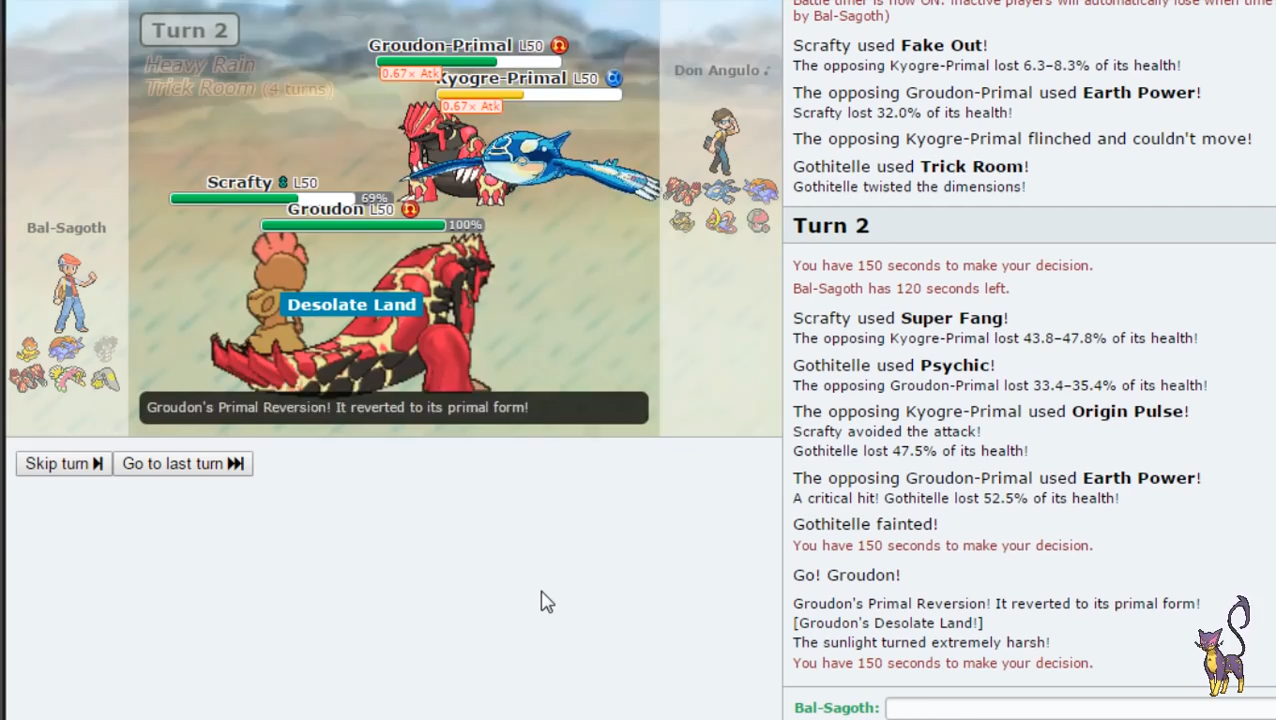 Turn 2
Heavy Rain
Trick Room (4 turns)
Groudon-Primal L50
0.67× Atk
Kyogre-Primal L50
0.67× Atk
Scrafty L50
69%
Groudon L50
100%
Desolate Land
Groudon's Primal Reversion! It reverted to its primal form!
Bal-Sagoth
Don Angulo♪
Skip turn
Go to last turn
Battle timer is now ON: inactive players will automatically lose when time
by Bal-Sagoth)
Scrafty used Fake Out!
The opposing Kyogre-Primal lost 6.3–8.3% of its health!
The opposing Groudon-Primal used Earth Power!
Scrafty lost 32.0% of its health!
The opposing Kyogre-Primal flinched and couldn't move!
Gothitelle used Trick Room!
Gothitelle twisted the dimensions!
Turn 2
You have 150 seconds to make your decision.
Bal-Sagoth has 120 seconds left.
Scrafty used Super Fang!
The opposing Kyogre-Primal lost 43.8–47.8% of its health!
Gothitelle used Psychic!
The opposing Groudon-Primal lost 33.4–35.4% of its health!
The opposing Kyogre-Primal used Origin Pulse!
Scrafty avoided the attack!
Gothitelle lost 47.5% of its health!
The opposing Groudon-Primal used Earth Power!
A critical hit! Gothitelle lost 52.5% of its health!
Gothitelle fainted!
You have 150 seconds to make your decision.
Go! Groudon!
Groudon's Primal Reversion! It reverted to its primal form!
[Groudon's Desolate Land!]
The sunlight turned extremely harsh!
You have 150 seconds to make your decision.
Bal-Sagoth: